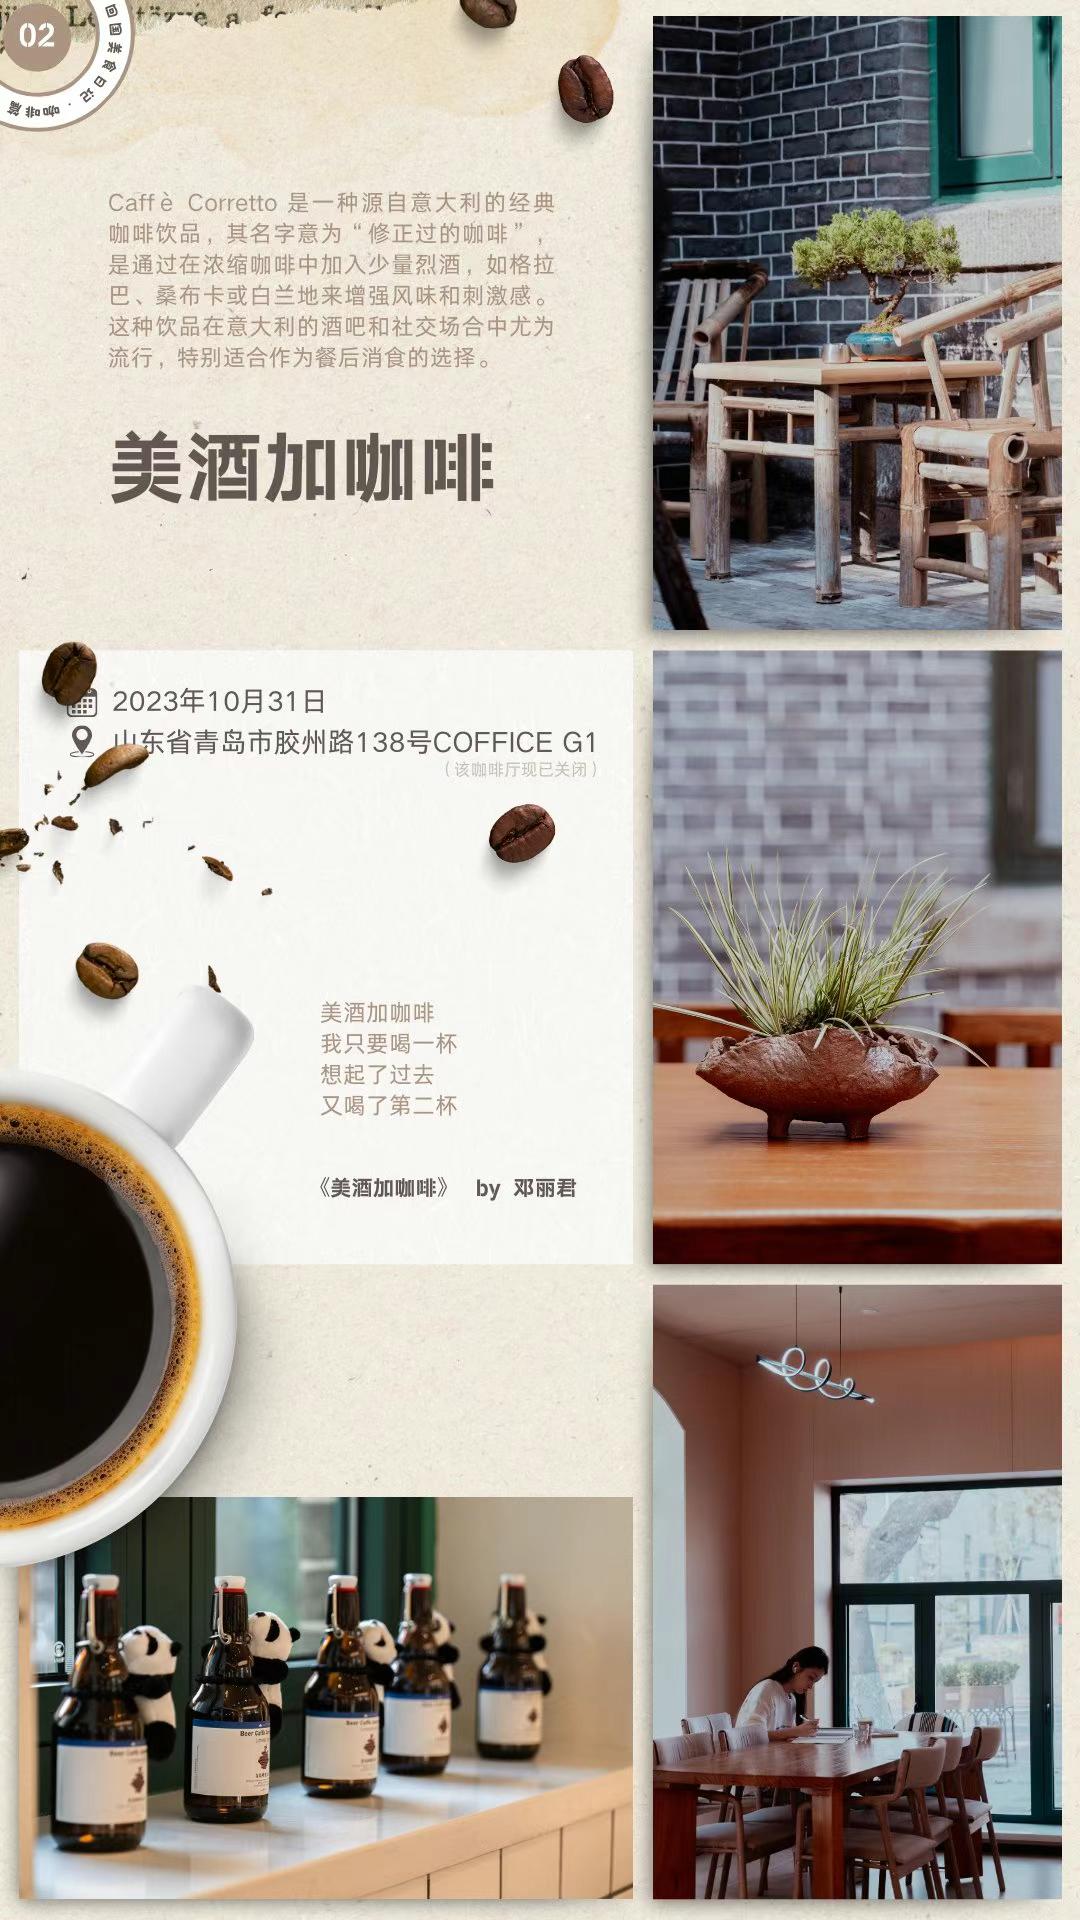 02
回国美食日记 · 咖啡篇
Caffè Corretto 是一种源自意大利的经典
咖啡饮品，其名字意为“修正过的咖啡”，
是通过在浓缩咖啡中加入少量烈酒，如格拉
巴、桑布卡或白兰地来增强风味和刺激感。
这种饮品在意大利的酒吧和社交场合中尤为
流行，特别适合作为餐后消食的选择。
美酒加咖啡
2023年10月31日
山东省青岛市胶州路138号COFFICE G1
（该咖啡厅现已关闭）
美酒加咖啡
我只要喝一杯
想起了过去
又喝了第二杯
《美酒加咖啡》 by 邓丽君